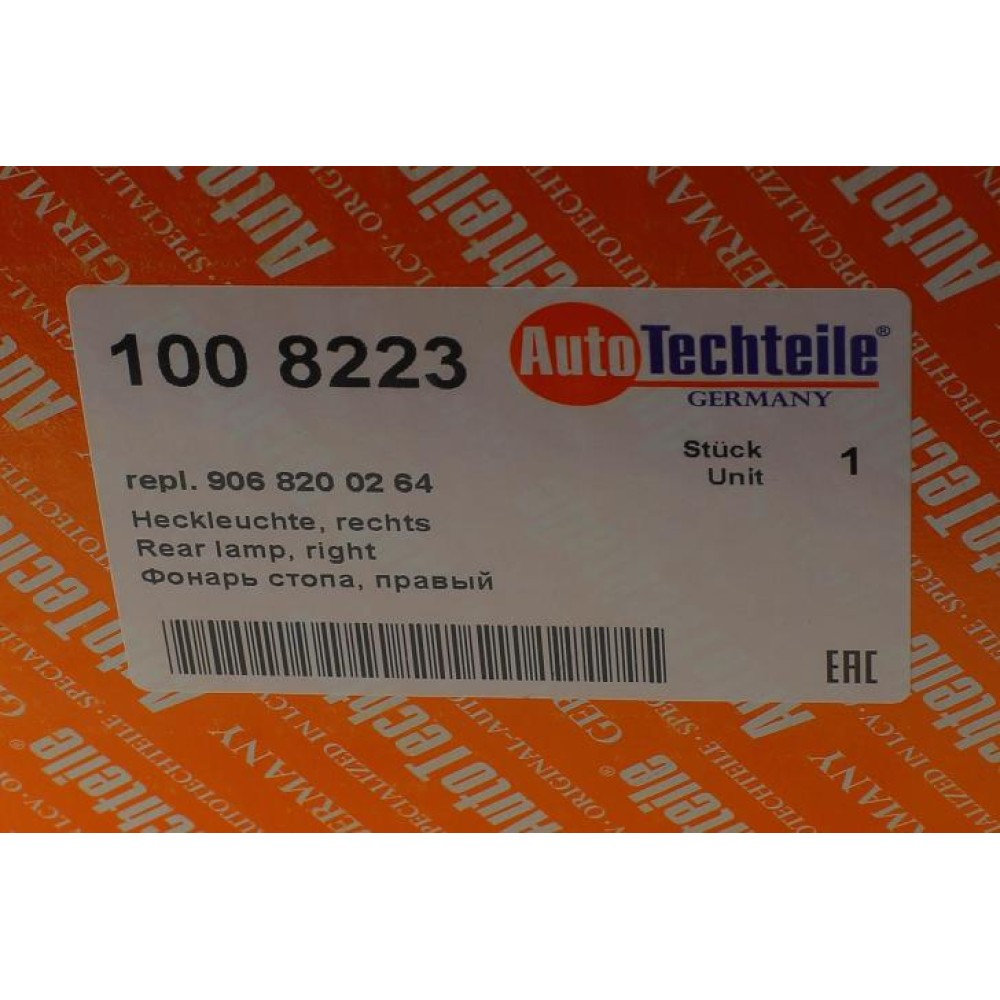 100 8223
AutoTechteile®
GERMANY
Stück 1
Unit
repl. 906 820 02 64
Heckleuchte, rechts
Rear lamp, right
Фонарь стопа, правый
EAC